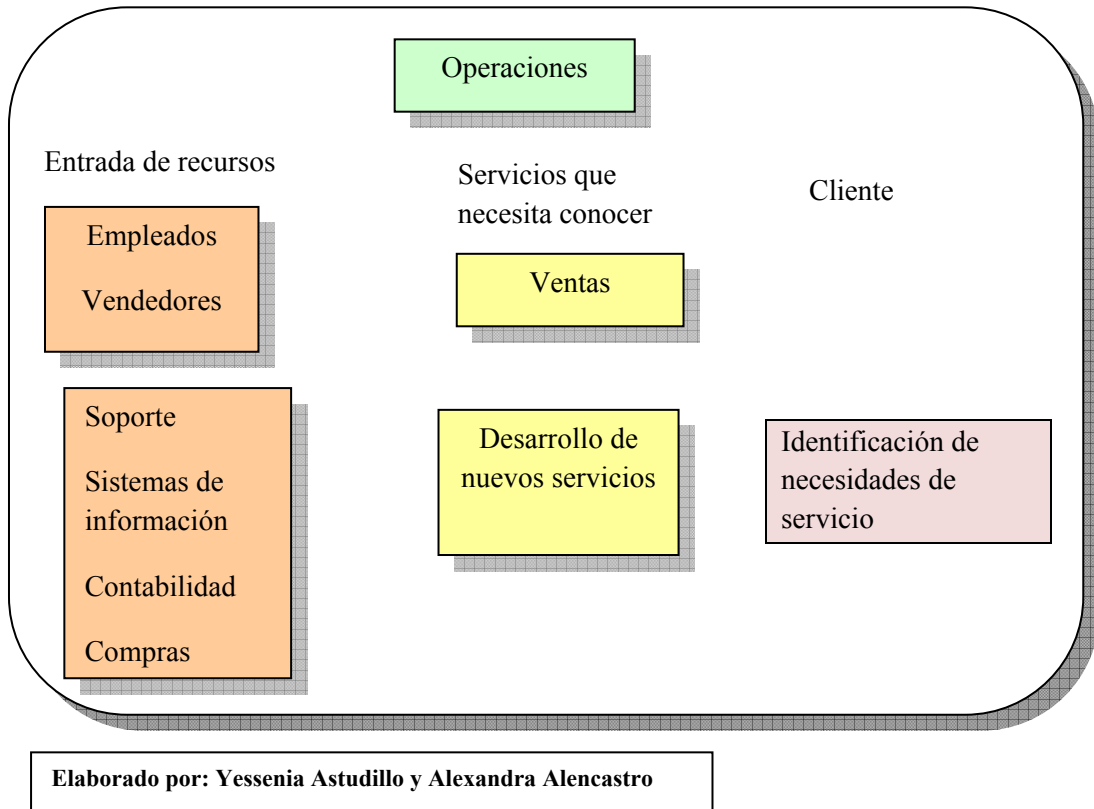 Operaciones
Entrada de recursos
Empleados
Vendedores
Soporte
Sistemas de
información
Contabilidad
Compras
Servicios que
necesita conocer
Ventas
Desarrollo de
nuevos servicios
Cliente
Identificación de
necesidades de
servicio
Elaborado por: Yessenia Astudillo y Alexandra Alencastro